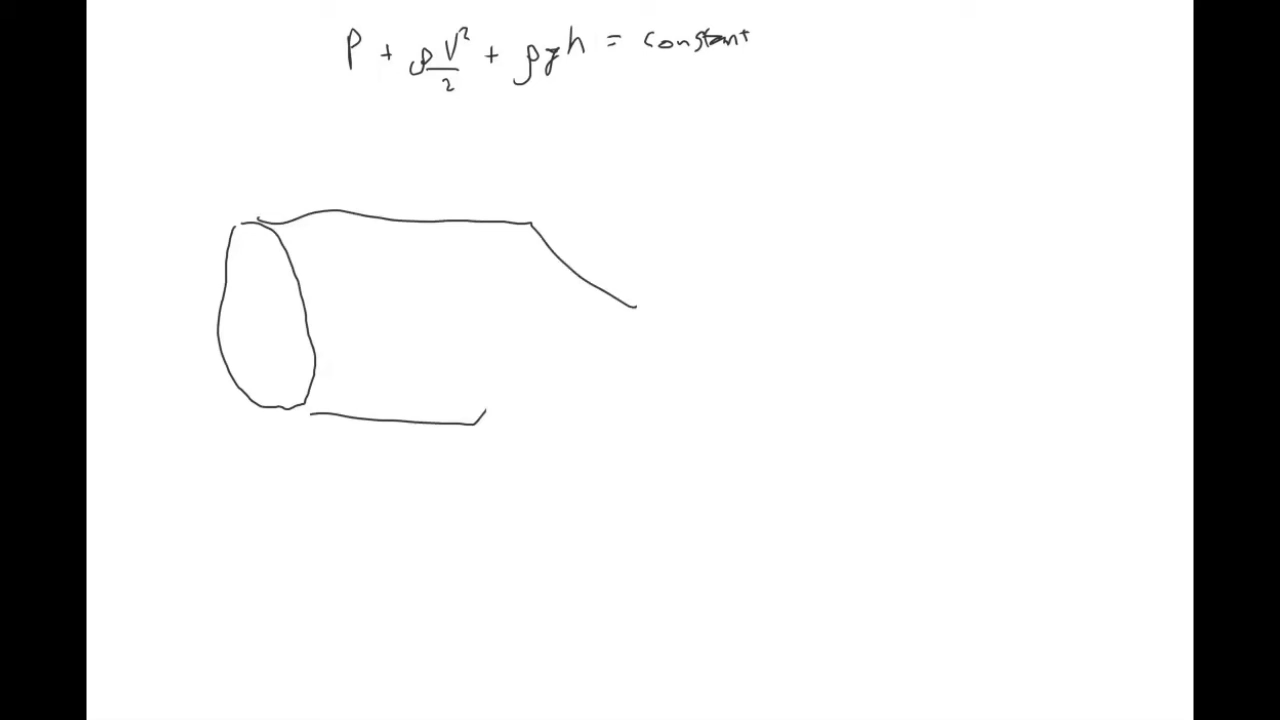 P + ρV²/2 + ρgh = constant